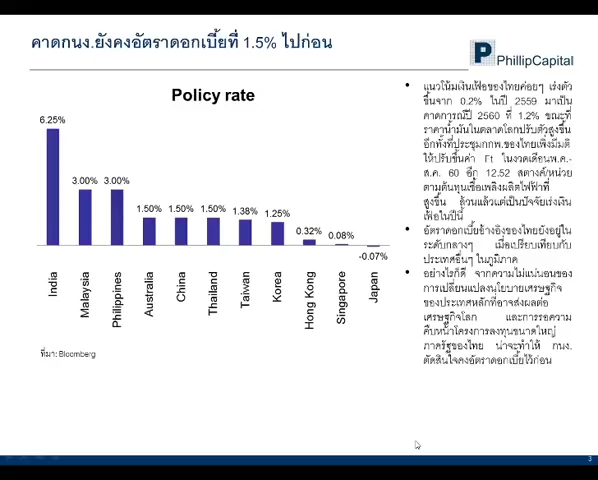 คาดกนง.ยังคงอัตราดอกเบี้ยที่ 1.5% ไปก่อน
PhillipCapital
Policy rate
6.25%
3.00%
3.00%
1.50%
1.50%
1.50%
1.38%
1.25%
0.32%
0.08%
-0.07%
India
Malaysia
Philippines
Australia
China
Thailand
Taiwan
Korea
Hong Kong
Singapore
Japan
ที่มา: Bloomberg
• แนวโน้มเงินเฟ้อของไทยค่อยๆ เร่งตัว
ขึ้นจาก 0.2% ในปี 2559 มาเป็น
คาดการณ์ปี 2560 ที่ 1.2% ขณะที่
ราคาน้ำมันในตลาดโลกปรับตัวสูงขึ้น
อีกทั้งที่ประชุมกกพ.ของไทยเพิ่งมีมติ
ให้ปรับขึ้นค่า Ft ในงวดเดือนพ.ค.-
ส.ค. 60 อีก 12.52 สตางค์/หน่วย
ตามต้นทุนเชื้อเพลิงผลิตไฟฟ้าที่
สูงขึ้น ล้วนแล้วแต่เป็นปัจจัยเร่งเงิน
เฟ้อในปีนี้
• อัตราดอกเบี้ยอ้างอิงของไทยยังอยู่ใน
ระดับกลางๆ เมื่อเปรียบเทียบกับ
ประเทศอื่นๆ ในภูมิภาค
• อย่างไรก็ดี จากความไม่แน่นอนของ
การเปลี่ยนแปลงนโยบายเศรษฐกิจ
ของประเทศหลักที่อาจส่งผลต่อ
เศรษฐกิจโลก และการรอความ
คืบหน้าโครงการลงทุนขนาดใหญ่
ภาครัฐของไทย น่าจะทำให้ กนง.
ตัดสินใจคงอัตราดอกเบี้ยไว้ก่อน
3